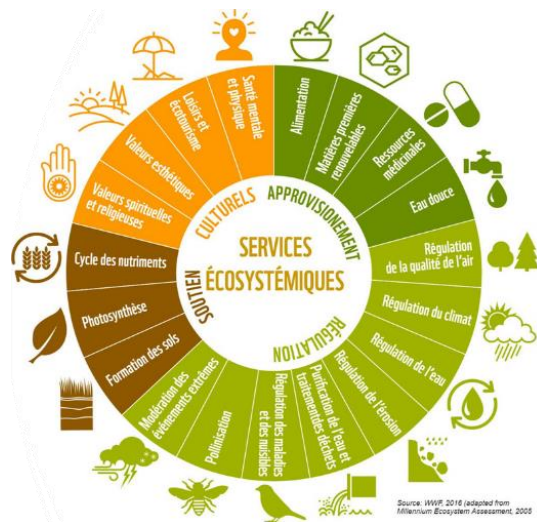 SERVICES
ÉCOSYSTÉMIQUES
APPROVISIONEMENT
Alimentation
Matières premières
renouvelables
Ressources
médicinales
Eau douce
RÉGULATION
Régulation
de la qualité de l'air
Régulation du climat
Régulation de l'eau
Régulation de l'érosion
Purification de l'eau et
traitement des déchets
Régulation des maladies
et des nuisibles
Pollinisation
Modération des
événements extrêmes
SOUTIEN
Formation des sols
Photosynthèse
Cycle des nutriments
CULTURELS
Valeurs spirituelles
et religieuses
Valeurs esthétiques
Loisirs et
écotourisme
Santé mentale
et physique
Source: WWF, 2016 (adapted from
Millennium Ecosystem Assessment, 2005